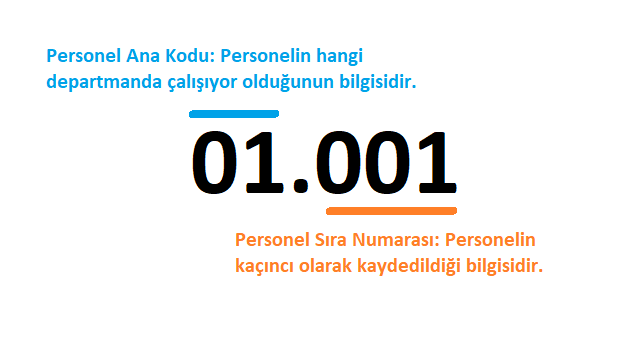 Personel Ana Kodu: Personelin hangi
departmanda çalışıyor olduğunun bilgisidir.
01.001
Personel Sıra Numarası: Personelin
kaçıncı olarak kaydedildiği bilgisidir.